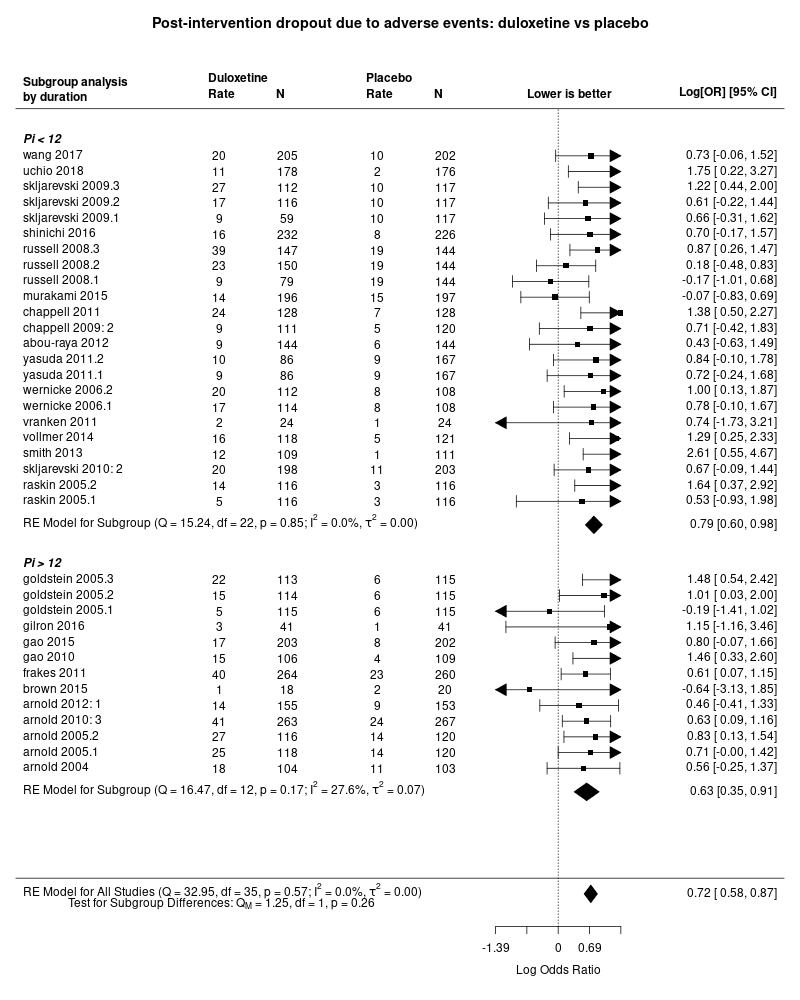 Post-intervention dropout due to adverse events: duloxetine vs placebo
Subgroup analysis by duration
Duloxetine Placebo
Rate N Rate N Lower is better Log[OR] [95% CI]
Pi < 12
wang 2017 20 205 10 202 0.73 [-0.06, 1.52]
uchio 2018 11 178 2 176 1.75 [ 0.22, 3.27]
skljarevski 2009.3 27 112 10 117 1.22 [ 0.44, 2.00]
skljarevski 2009.2 17 116 10 117 0.61 [-0.22, 1.44]
skljarevski 2009.1 9 59 10 117 0.66 [-0.31, 1.62]
shinichi 2016 16 232 8 226 0.70 [-0.17, 1.57]
russell 2008.3 39 147 19 144 0.87 [ 0.26, 1.47]
russell 2008.2 23 150 19 144 0.18 [-0.48, 0.83]
russell 2008.1 9 79 19 144 -0.17 [-1.01, 0.68]
murakami 2015 14 196 15 197 -0.07 [-0.83, 0.69]
chappell 2011 24 128 7 128 1.38 [ 0.50, 2.27]
chappell 2009: 2 9 111 5 120 0.71 [-0.42, 1.83]
abou-raya 2012 9 144 6 144 0.43 [-0.63, 1.49]
yasuda 2011.2 10 86 9 167 0.84 [-0.10, 1.78]
yasuda 2011.1 9 86 9 167 0.72 [-0.24, 1.68]
wernicke 2006.2 20 112 8 108 1.00 [ 0.13, 1.87]
wernicke 2006.1 17 114 8 108 0.78 [-0.10, 1.67]
vranken 2011 2 24 1 24 0.74 [-1.73, 3.21]
vollmer 2014 16 118 5 121 1.29 [ 0.25, 2.33]
smith 2013 12 109 1 111 2.61 [ 0.55, 4.67]
skljarevski 2010: 2 20 198 11 203 0.67 [-0.09, 1.44]
raskin 2005.2 14 116 3 116 1.64 [ 0.37, 2.92]
raskin 2005.1 5 116 3 116 0.53 [-0.93, 1.98]
RE Model for Subgroup (Q = 15.24, df = 22, p = 0.85; I² = 0.0%, τ² = 0.00) 0.79 [0.60, 0.98]
Pi > 12
goldstein 2005.3 22 113 6 115 1.48 [ 0.54, 2.42]
goldstein 2005.2 15 114 6 115 1.01 [ 0.03, 2.00]
goldstein 2005.1 5 115 6 115 -0.19 [-1.41, 1.02]
gilron 2016 3 41 1 41 1.15 [-1.16, 3.46]
gao 2015 17 203 8 202 0.80 [-0.07, 1.66]
gao 2010 15 106 4 109 1.46 [ 0.33, 2.60]
frakes 2011 40 264 23 260 0.61 [ 0.07, 1.15]
brown 2015 1 18 2 20 -0.64 [-3.13, 1.85]
arnold 2012: 1 14 155 9 153 0.46 [-0.41, 1.33]
arnold 2010: 3 41 263 24 267 0.63 [ 0.09, 1.16]
arnold 2005.2 27 116 14 120 0.83 [ 0.13, 1.54]
arnold 2005.1 25 118 14 120 0.71 [-0.00, 1.42]
arnold 2004 18 104 11 103 0.56 [-0.25, 1.37]
RE Model for Subgroup (Q = 16.47, df = 12, p = 0.17; I² = 27.6%, τ² = 0.07) 0.63 [0.35, 0.91]
RE Model for All Studies (Q = 32.95, df = 35, p = 0.57; I² = 0.0%, τ² = 0.00) 0.72 [ 0.58, 0.87]
Test for Subgroup Differences: Q_M = 1.25, df = 1, p = 0.26
-1.39 0 0.69
Log Odds Ratio